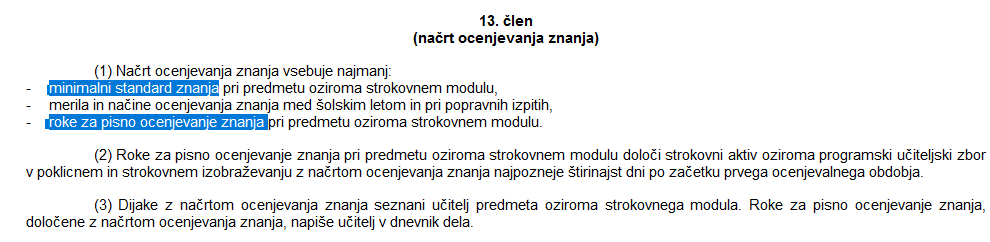 13. člen
(načrt ocenjevanja znanja)
(1) Načrt ocenjevanja znanja vsebuje najmanj:
- minimalni standard znanja pri predmetu oziroma strokovnem modulu,
- merila in načine ocenjevanja znanja med šolskim letom in pri popravnih izpitih,
- roke za pisno ocenjevanje znanja pri predmetu oziroma strokovnem modulu.
(2) Roke za pisno ocenjevanje znanja pri predmetu oziroma strokovnem modulu določi strokovni aktiv oziroma programski učiteljski zbor
v poklicnem in strokovnem izobraževanju z načrtom ocenjevanja znanja najpozneje štirinajst dni po začetku prvega ocenjevalnega obdobja.
(3) Dijake z načrtom ocenjevanja znanja seznani učitelj predmeta oziroma strokovnega modula. Roke za pisno ocenjevanje znanja,
določene z načrtom ocenjevanja znanja, napiše učitelj v dnevnik dela.